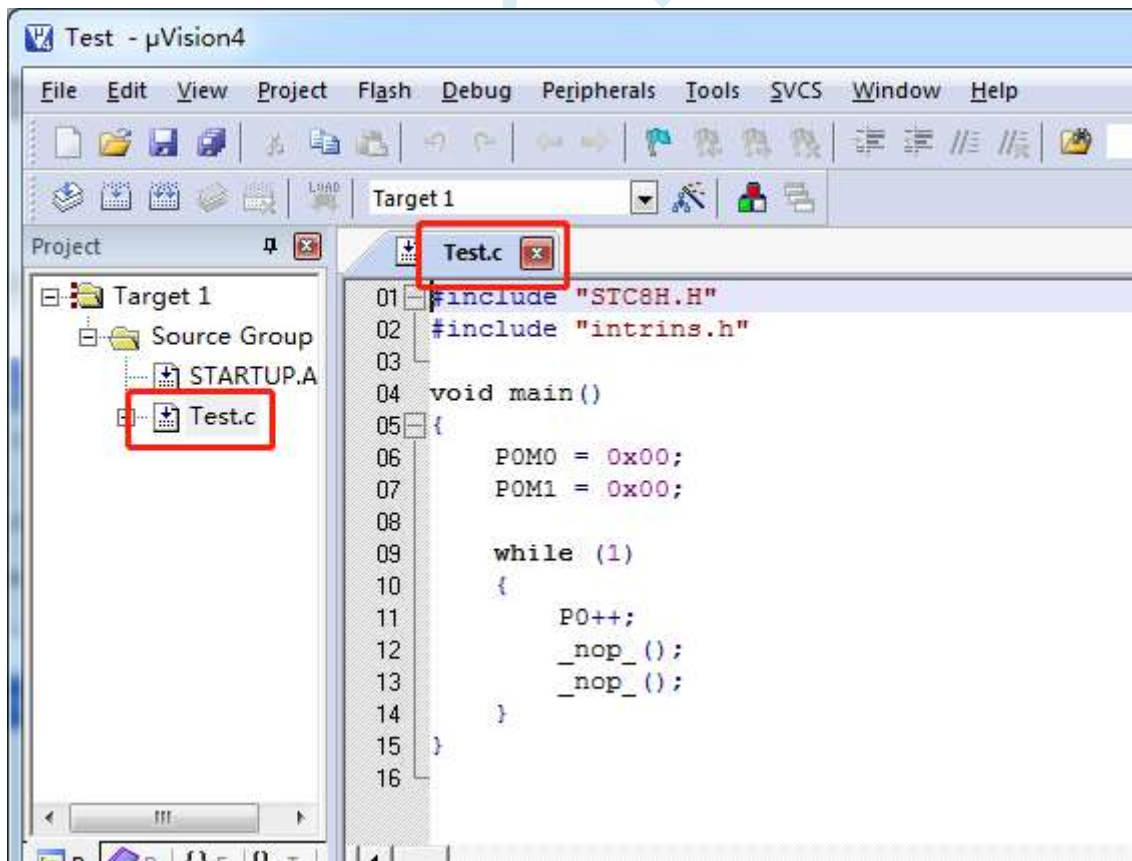 Test - µVision4
File Edit View Project Flash Debug Peripherals Tools SVCS Window Help
LOAD Target 1
Project
Test.c
Target 1
Source Group
STARTUP.A
Test.c
01 #include "STC8H.H"
02 #include "intrins.h"
03
04 void main()
05 {
06 P0M0 = 0x00;
07 P0M1 = 0x00;
08
09 while (1)
10 {
11 P0++;
12 _nop_();
13 _nop_();
14 }
15 }
16